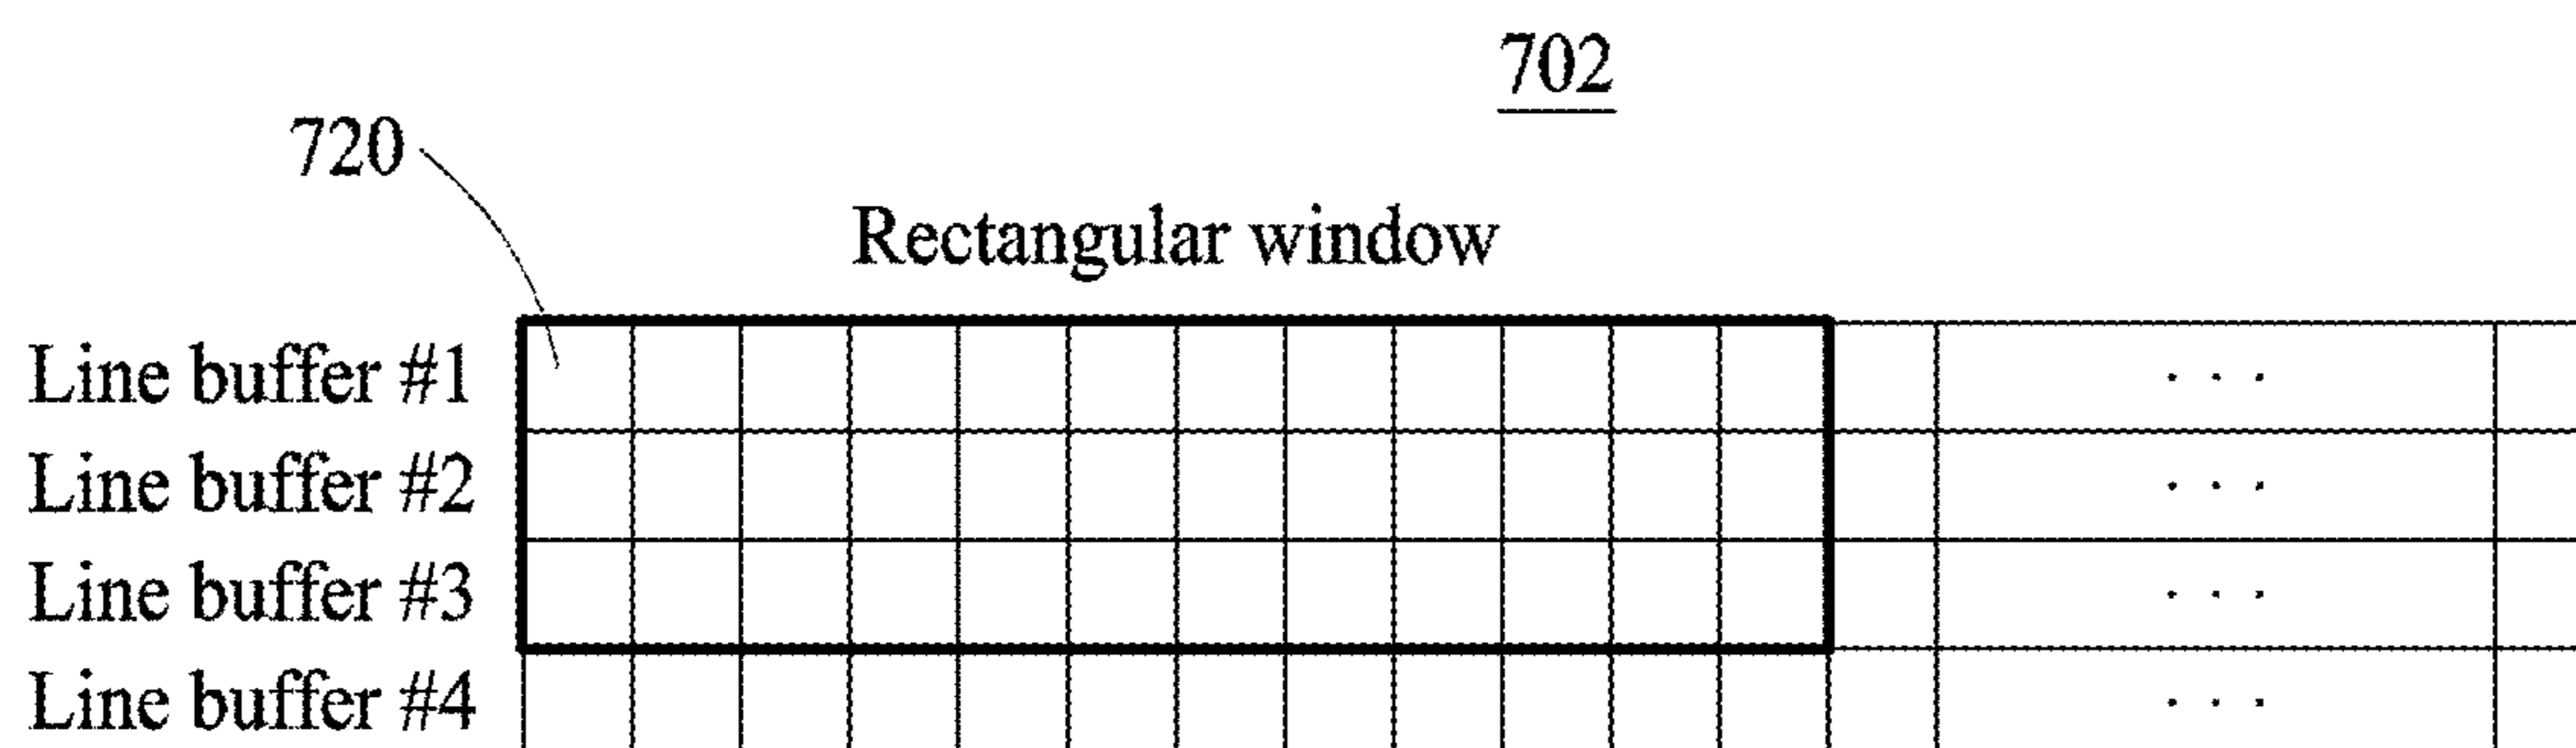 702
720
Rectangular window
Line buffer #1
. . .
Line buffer #2
. . .
Line buffer #3
. . .
Line buffer #4
. . .